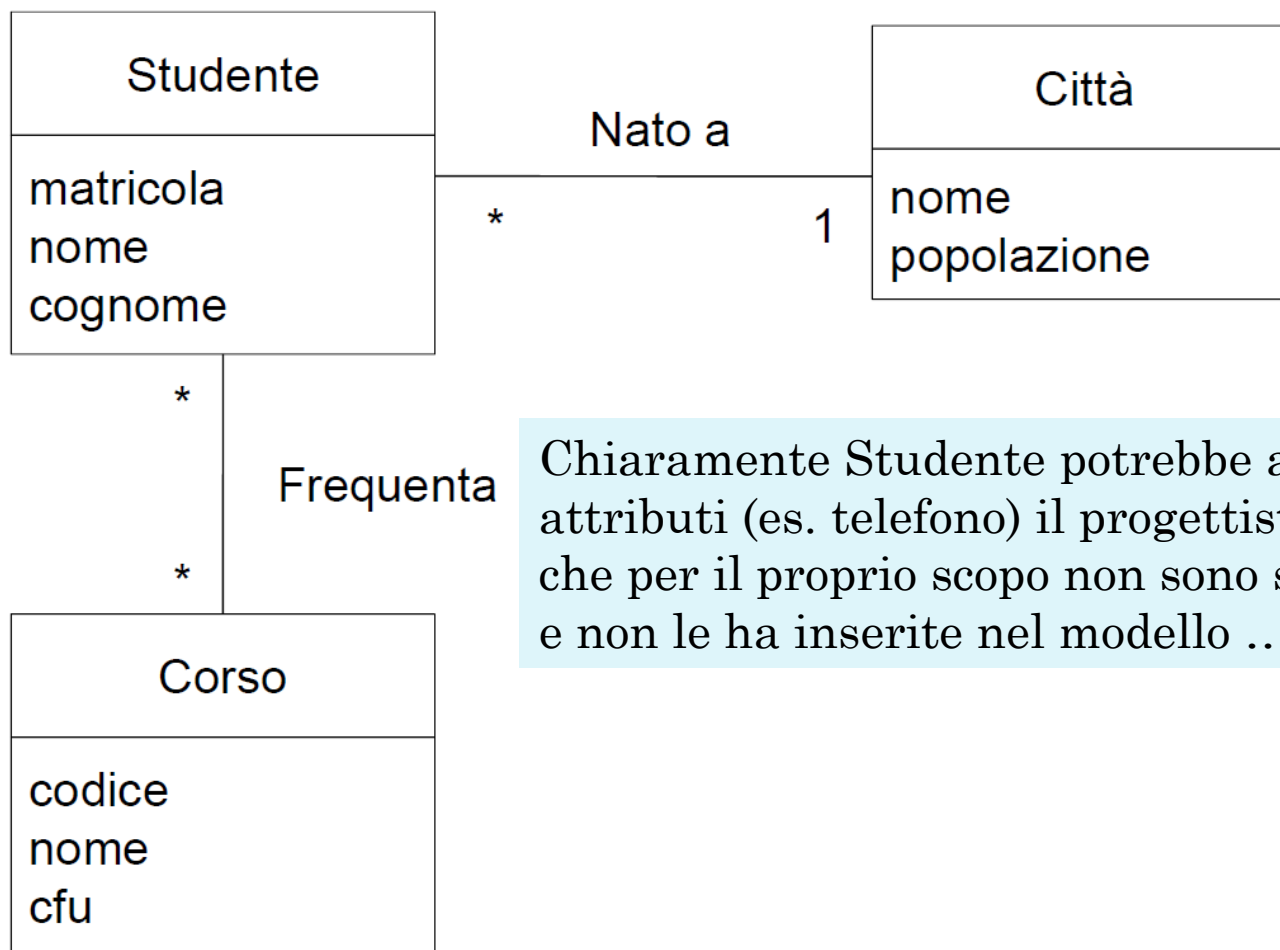 Studente
matricola
nome
cognome
Nato a
*
1
Città
nome
popolazione
*
Frequenta
*
Chiaramente Studente potrebbe
attributi (es. telefono) il
che per il proprio scopo non sono
e non le ha inserite nel modello ..
Corso
codice
nome
cfu